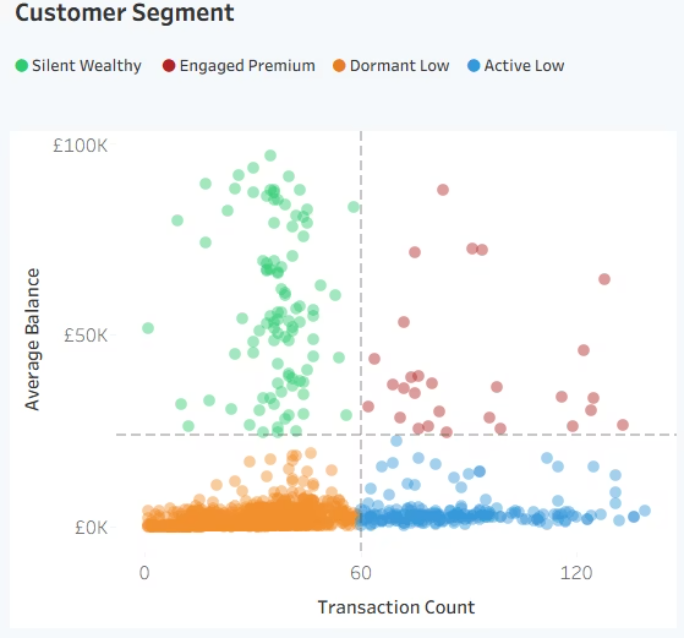 Customer Segment
Silent Wealthy Engaged Premium Dormant Low Active Low
£100K
£50K
£0K
Average Balance
0 60 120
Transaction Count